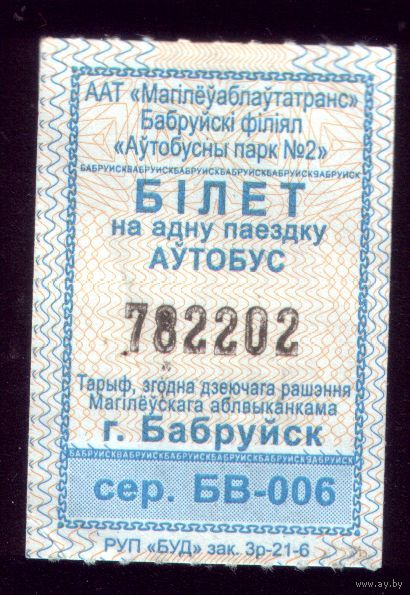 ААТ «Магілёўаблаўтатранс»
Бабруйскі філіял
«Аўтобусны парк №2»
БАБРУЙСКБАБРУЙСКБАБРУЙСКБАБРУЙСКБАБРУЙСК
БІЛЕТ
на адну паездку
АЎТОБУС
782202
Тарыф, згодна дзеючага рашэння
Магілёўскага аблвыканкама
г. Бабруйск
БАБРУЙСКБАБРУЙСКБАБРУЙСКБАБРУЙСКБАБРУЙСК
сер. БВ-006
РУП «БУД» зак. 3р-21-6
www.ay.by